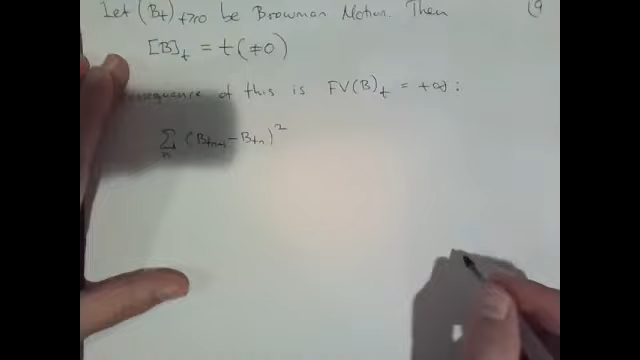 Let (B_t)_{t≥0} be Brownian Motion. Then (9
[B]_t = t (≠0)
consequence of this is FV(B)_t = +∞ :
∑_n (B_{t_{n+1}} - B_{t_n})^2